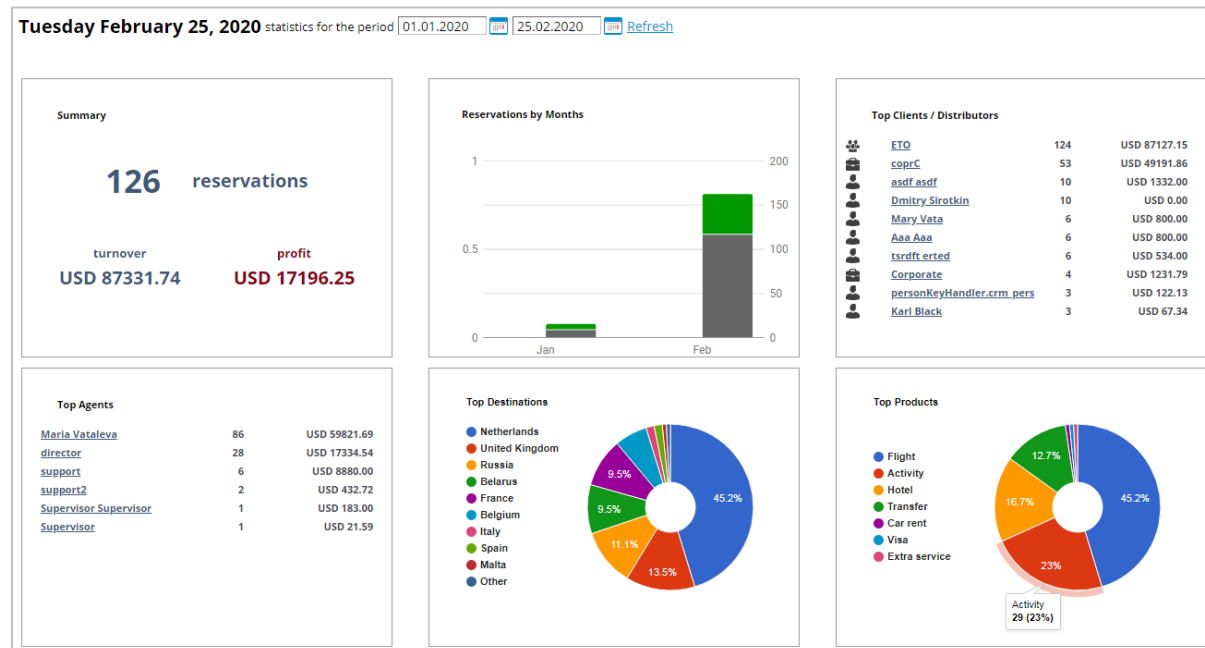 Tuesday February 25, 2020 statistics for the period 01.01.2020 25.02.2020 Refresh
Summary
126 reservations
turnover profit
USD 87331.74 USD 17196.25
Reservations by Months
1 200
150
0.5 100
50
0 0
Jan Feb
Top Clients / Distributors
ETO 124 USD 87127.15
coprC 53 USD 49191.86
asdf asdf 10 USD 1332.00
Dmitry Sirotkin 10 USD 0.00
Mary Vata 6 USD 800.00
Aaa Aaa 6 USD 800.00
tsrdft erted 6 USD 534.00
Corporate 4 USD 1231.79
personKeyHandler.crm_pers 3 USD 122.13
Karl Black 3 USD 67.34
Top Agents
Maria Vataleva 86 USD 59821.69
director 28 USD 17334.54
support 6 USD 8880.00
support2 2 USD 432.72
Supervisor Supervisor 1 USD 183.00
Supervisor 1 USD 21.59
Top Destinations
Netherlands
United Kingdom
Russia
Belarus
France
Belgium
Italy
Spain
Malta
Other
45.2%
13.5%
11.1%
9.5%
9.5%
Top Products
Flight
Activity
Hotel
Transfer
Car rent
Visa
Extra service
45.2%
23%
16.7%
12.7%
Activity
29 (23%)